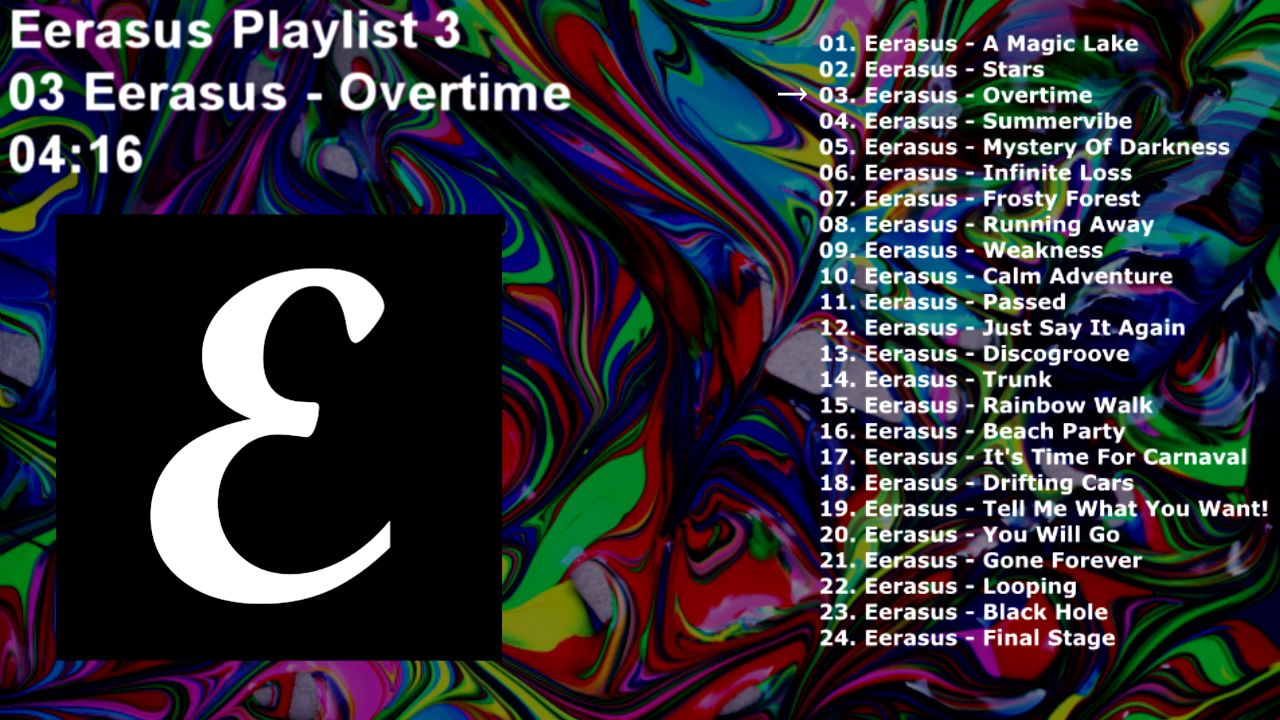 Eerasus Playlist 3
03 Eerasus - Overtime
04:16
ε
01. Eerasus - A Magic Lake
02. Eerasus - Stars
→ 03. Eerasus - Overtime
04. Eerasus - Summervibe
05. Eerasus - Mystery Of Darkness
06. Eerasus - Infinite Loss
07. Eerasus - Frosty Forest
08. Eerasus - Running Away
09. Eerasus - Weakness
10. Eerasus - Calm Adventure
11. Eerasus - Passed
12. Eerasus - Just Say It Again
13. Eerasus - Discogroove
14. Eerasus - Trunk
15. Eerasus - Rainbow Walk
16. Eerasus - Beach Party
17. Eerasus - It's Time For Carnaval
18. Eerasus - Drifting Cars
19. Eerasus - Tell Me What You Want!
20. Eerasus - You Will Go
21. Eerasus - Gone Forever
22. Eerasus - Looping
23. Eerasus - Black Hole
24. Eerasus - Final Stage